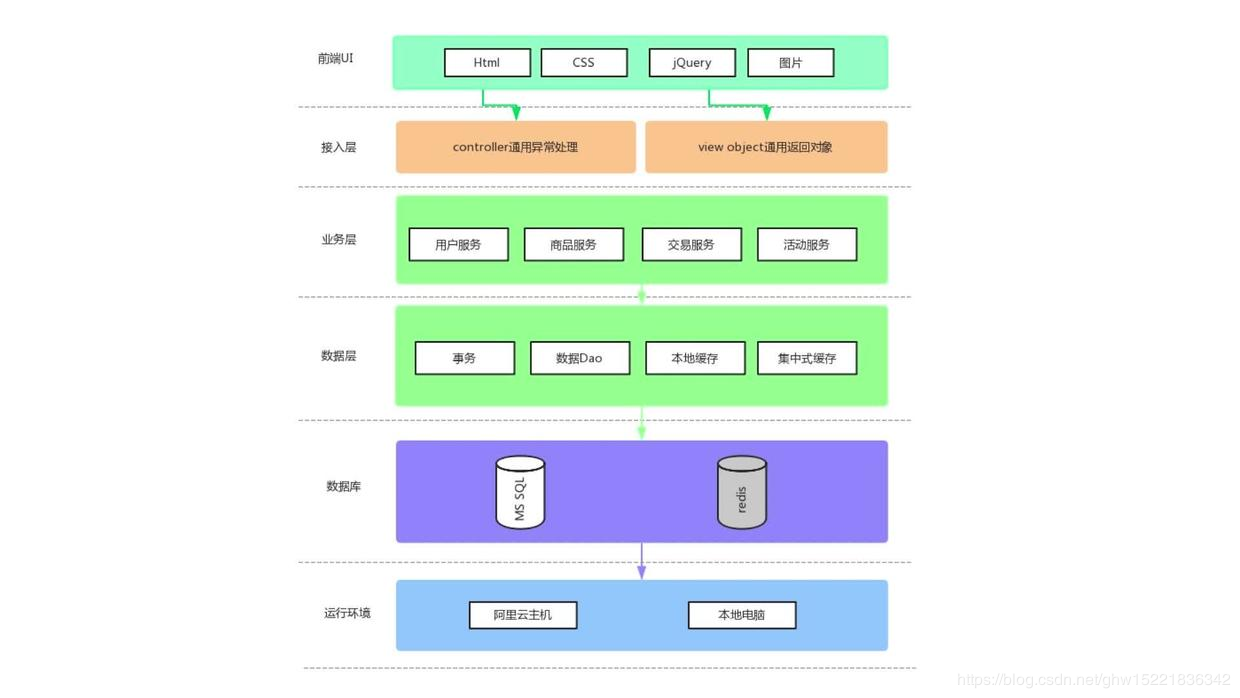 前端UI
Html
CSS
jQuery
图片
接入层
controller通用异常处理
view object通用返回对象
业务层
用户服务
商品服务
交易服务
活动服务
数据层
事务
数据Dao
本地缓存
集中式缓存
数据库
MS SQL
redis
运行环境
阿里云主机
本地电脑
https://blog.csdn.net/ghw15221836342